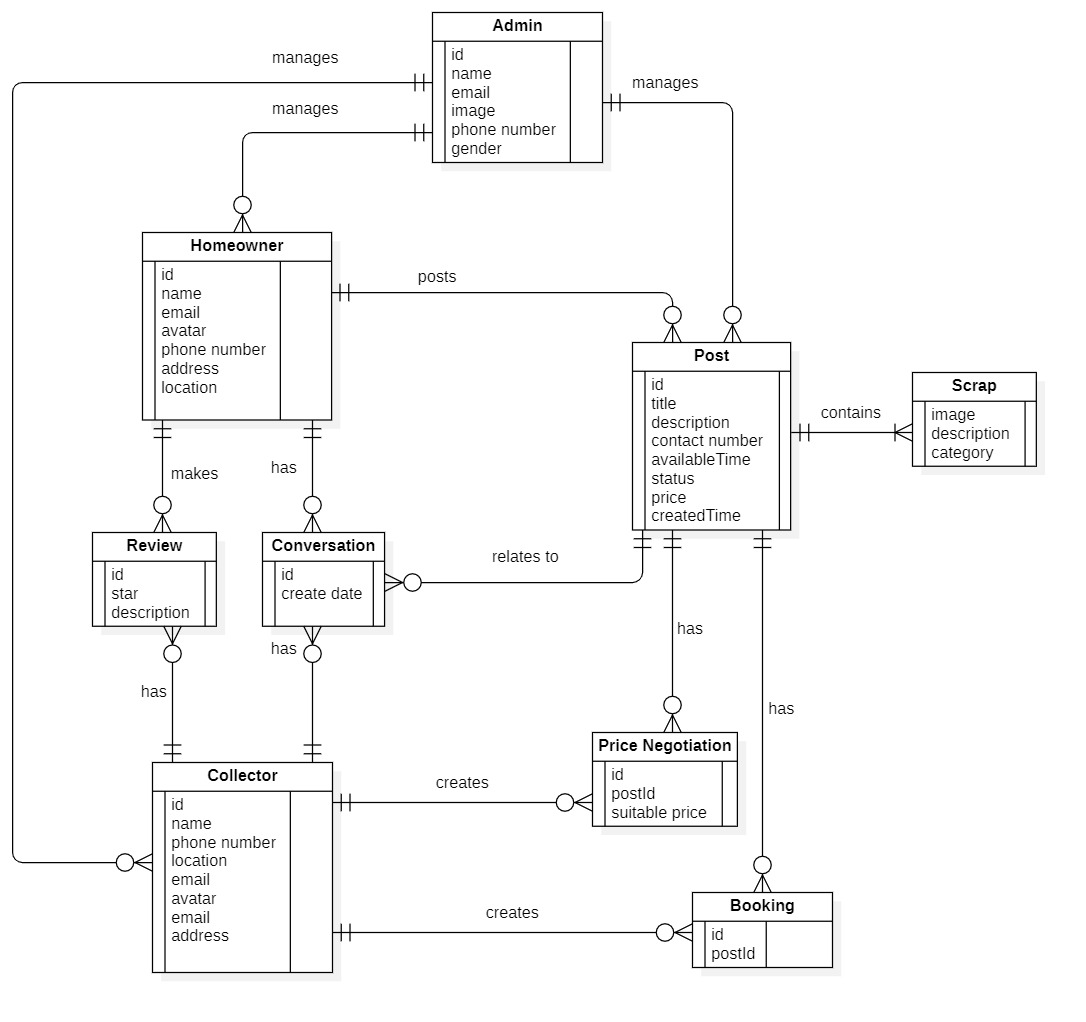 Admin
id
name
email
image
phone number
gender
manages
manages
manages
Homeowner
id
name
email
avatar
phone number
address
location
posts
Post
id
title
description
contact number
availableTime
status
price
createdTime
contains
Scrap
image
description
category
makes
has
Review
id
star
description
Conversation
id
create date
relates to
has
has
has
has
Price Negotiation
id
postId
suitable price
Collector
id
name
phone number
location
email
avatar
email
address
creates
creates
Booking
id
postId